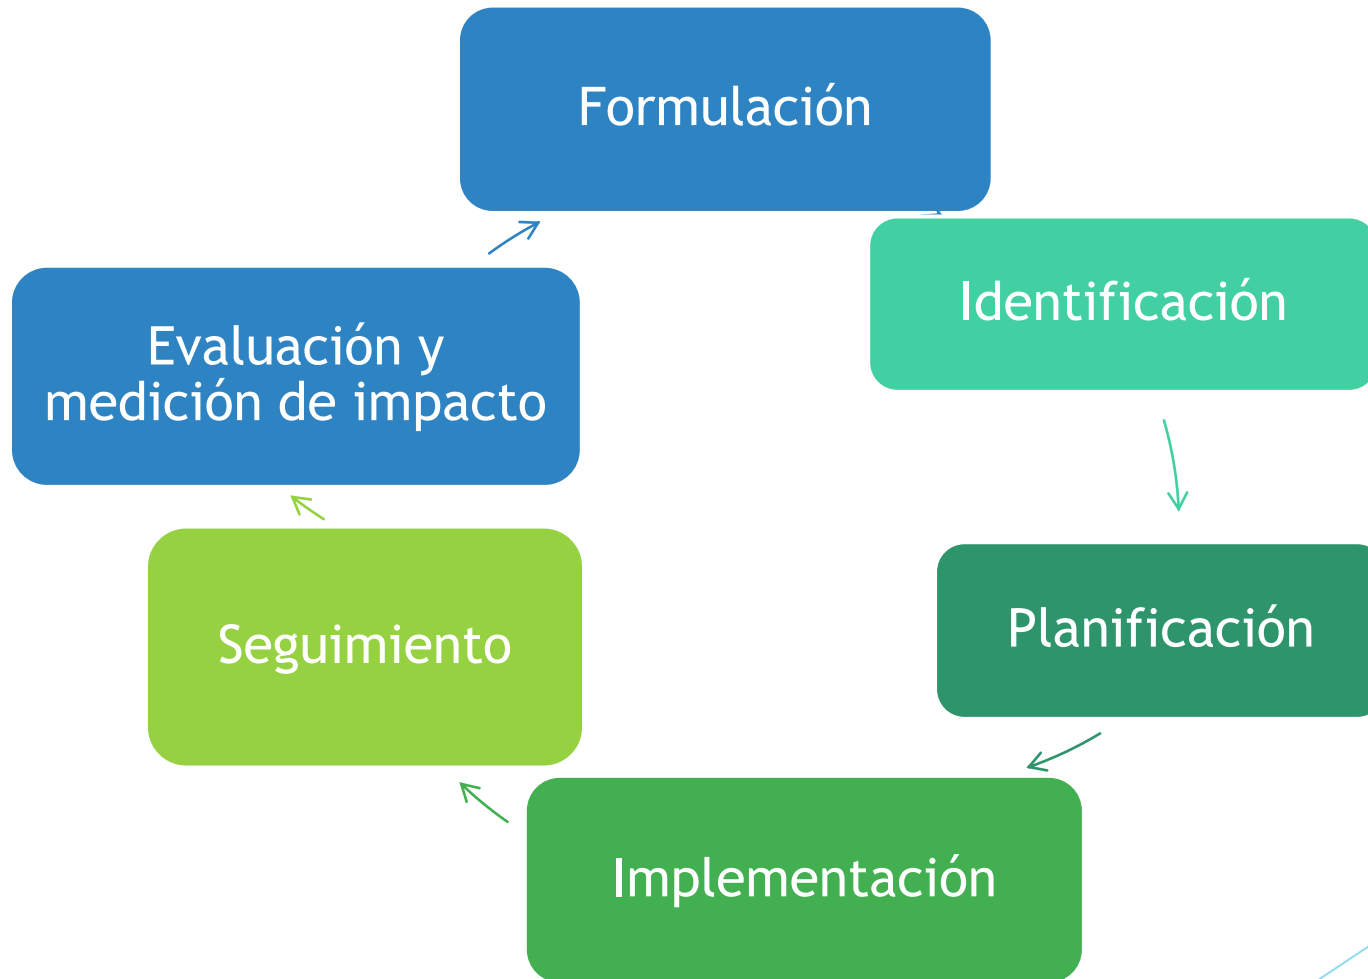 Formulación
Identificación
Planificación
Implementación
Seguimiento
Evaluación y
medición de impacto